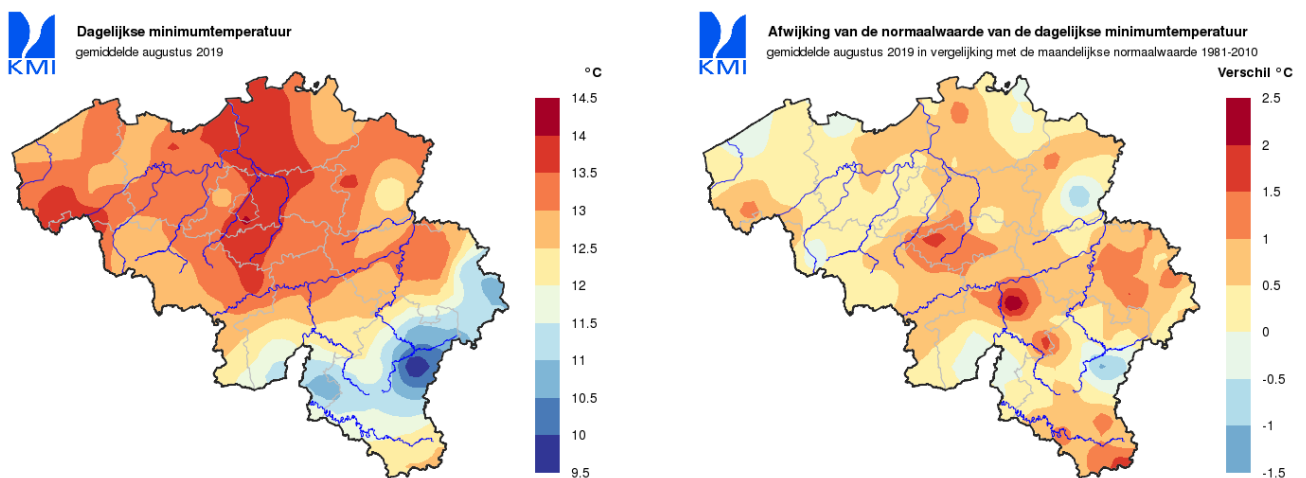 KMI
Dagelijkse minimumtemperatuur
gemiddelde augustus 2019
°C
14.5
14
13.5
13
12.5
12
11.5
11
10.5
10
9.5
KMI
Afwijking van de normaalwaarde van de dagelijkse minimumtemperatuur
gemiddelde augustus 2019 in vergelijking met de maandelijkse normaalwaarde 1981-2010
Verschil °C
2.5
2
1.5
1
0.5
0
-0.5
-1
-1.5